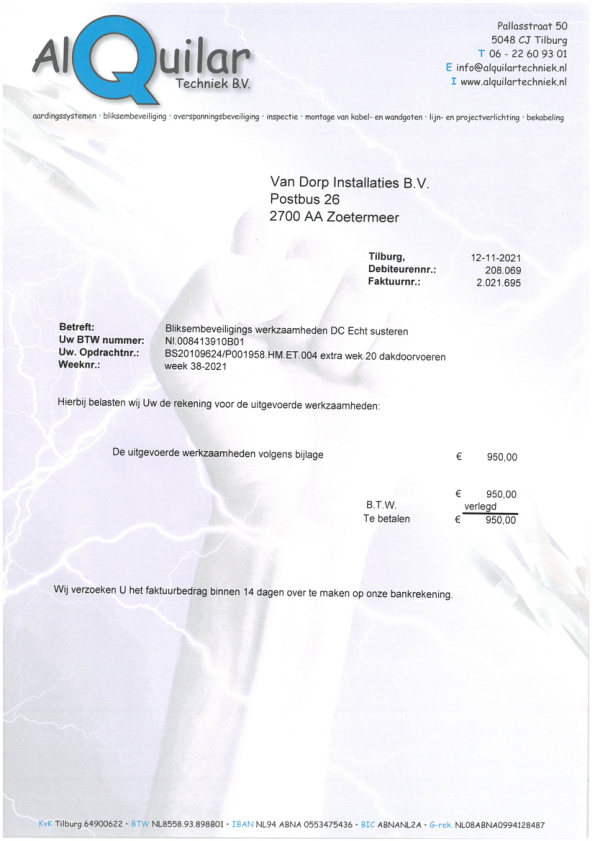 AlQuilar
Techniek B.V.
Pallasstraat 50
5048 CJ Tilburg
T 06 - 22 60 93 01
E info@alquilartechniek.nl
I www.alquilartechniek.nl
aardingssystemen · bliksembeveiliging · overspanningsbeveiliging · inspectie · montage van kabel- en wandgoten · lijn- en projectverlichting · bekabeling
Van Dorp Installaties B.V.
Postbus 26
2700 AA Zoetermeer
Tilburg, 12-11-2021
Debiteurennr.: 208.069
Faktuurnr.: 2.021.695
Betreft: Bliksembeveiligings werkzaamheden DC Echt susteren
Uw BTW nummer: Nl.008413910B01
Uw. Opdrachtnr.: BS20109624/P001958.HM.ET.004 extra wek 20 dakdoorvoeren
Weeknr.: week 38-2021
Hierbij belasten wij Uw de rekening voor de uitgevoerde werkzaamheden:
De uitgevoerde werkzaamheden volgens bijlage € 950,00
€ 950,00
B.T.W. verlegd
Te betalen € 950,00
Wij verzoeken U het faktuurbedrag binnen 14 dagen over te maken op onze bankrekening.
KvK Tilburg 64900622 · BTW NL8558.93.898B01 · IBAN NL94 ABNA 0553475436 · BIC ABNANL2A · G-rek. NL08ABNA0994128487